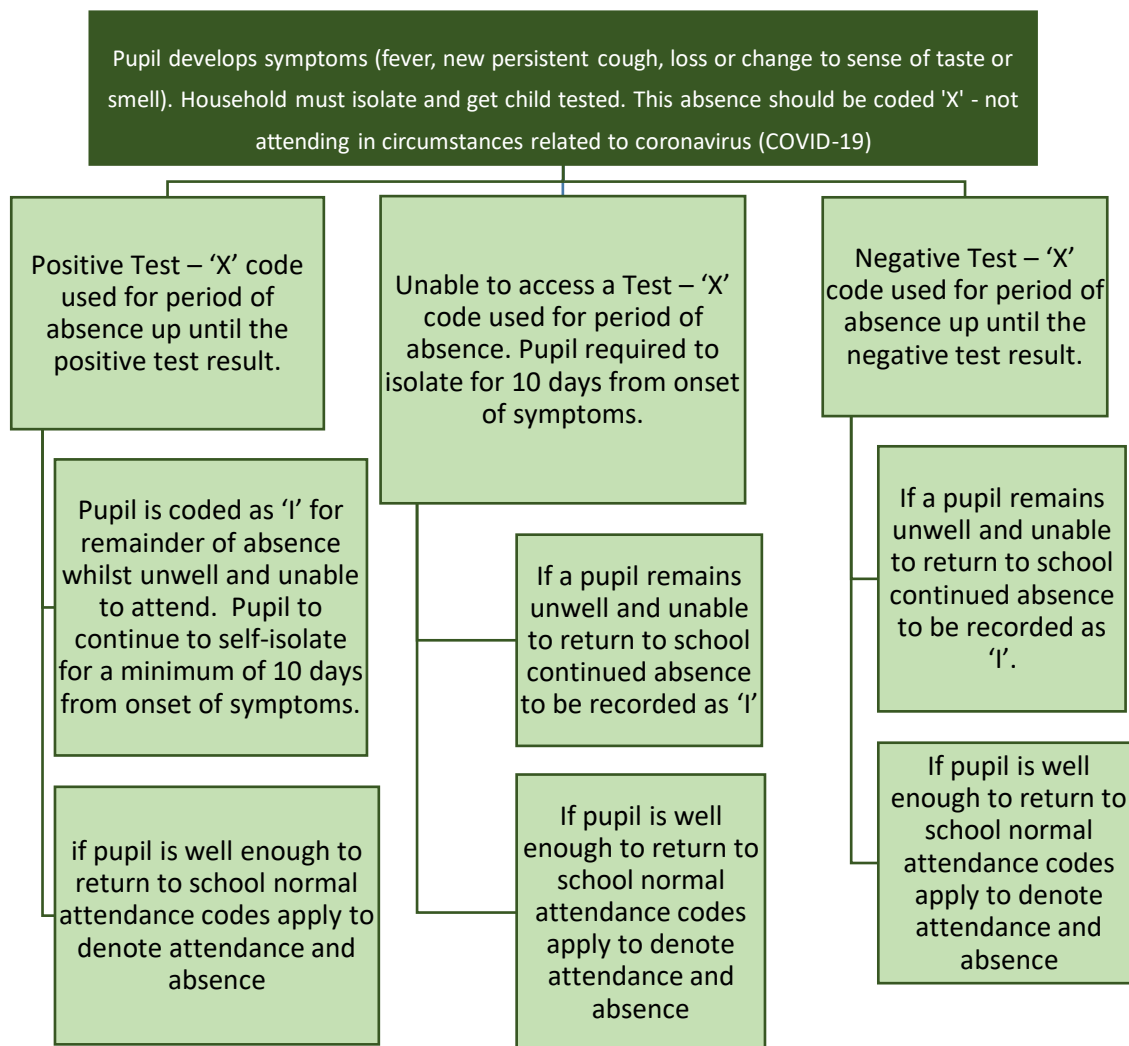 Pupil develops symptoms (fever, new persistent cough, loss or change to sense of taste or
smell). Household must isolate and get child tested. This absence should be coded 'X' - not
attending in circumstances related to coronavirus (COVID-19)
Positive Test – ‘X’ code
used for period of
absence up until the
positive test result.
Pupil is coded as ‘I’ for
remainder of absence
whilst unwell and unable
to attend.  Pupil to
continue to self-isolate
for a minimum of 10 days
from onset of symptoms.
if pupil is well enough to
return to school normal
attendance codes apply to
denote attendance and
absence
Unable to access a Test – ‘X’
code used for period of
absence. Pupil required to
isolate for 10 days from onset
of symptoms.
If a pupil remains
unwell and unable
to return to school
continued absence
to be recorded as ‘I’
If pupil is well
enough to return to
school normal
attendance codes
apply to denote
attendance and
absence
Negative Test – ‘X’
code used for period of
absence up until the
negative test result.
If a pupil remains
unwell and unable
to return to school
continued absence
to be recorded as
‘I’.
If pupil is well
enough to return to
school normal
attendance codes
apply to denote
attendance and
absence